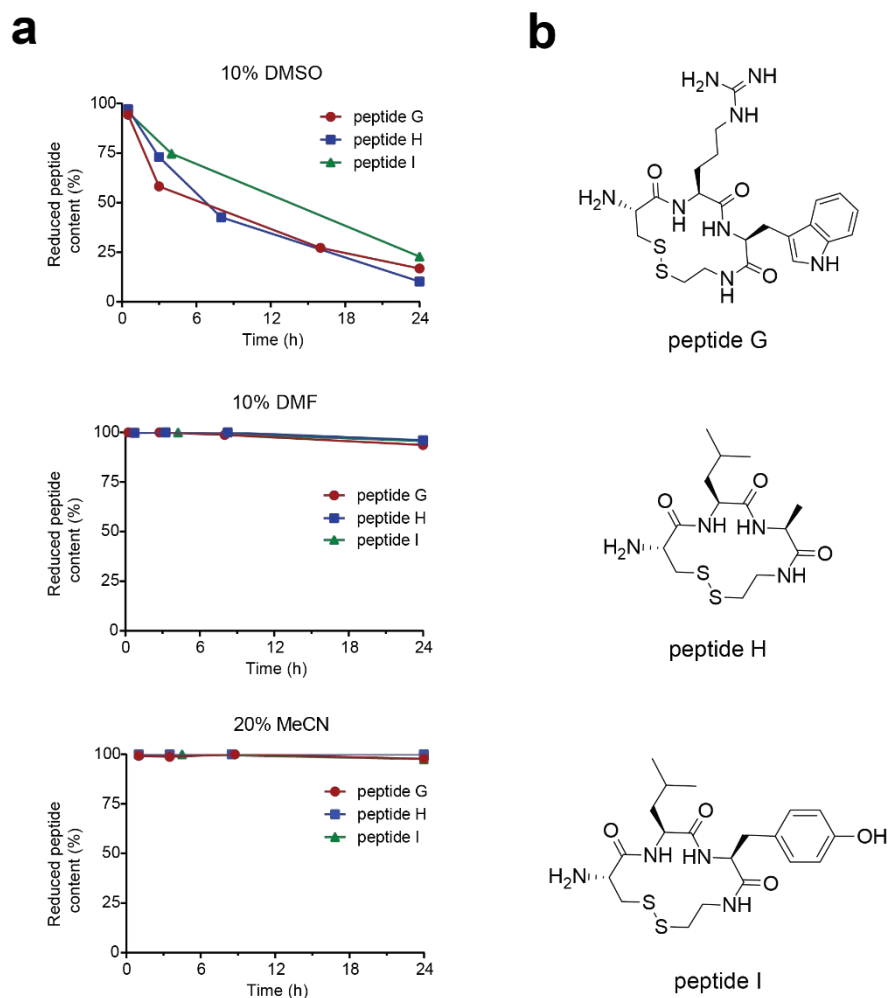 a
10% DMSO
Reduced peptide
content (%)
100
75
50
25
0
0 6 12 18 24
Time (h)
peptide G
peptide H
peptide I
10% DMF
Reduced peptide
content (%)
100
75
50
25
0
0 6 12 18 24
Time (h)
peptide G
peptide H
peptide I
20% MeCN
Reduced peptide
content (%)
100
75
50
25
0
0 6 12 18 24
Time (h)
peptide G
peptide H
peptide I
b
H2N NH
NH
O O
H2N NH NH
S
S N O NH
H
peptide G
O O
NH HN
H2N O
S S NH
peptide H
O O OH
NH HN
H2N O
S S NH
peptide I